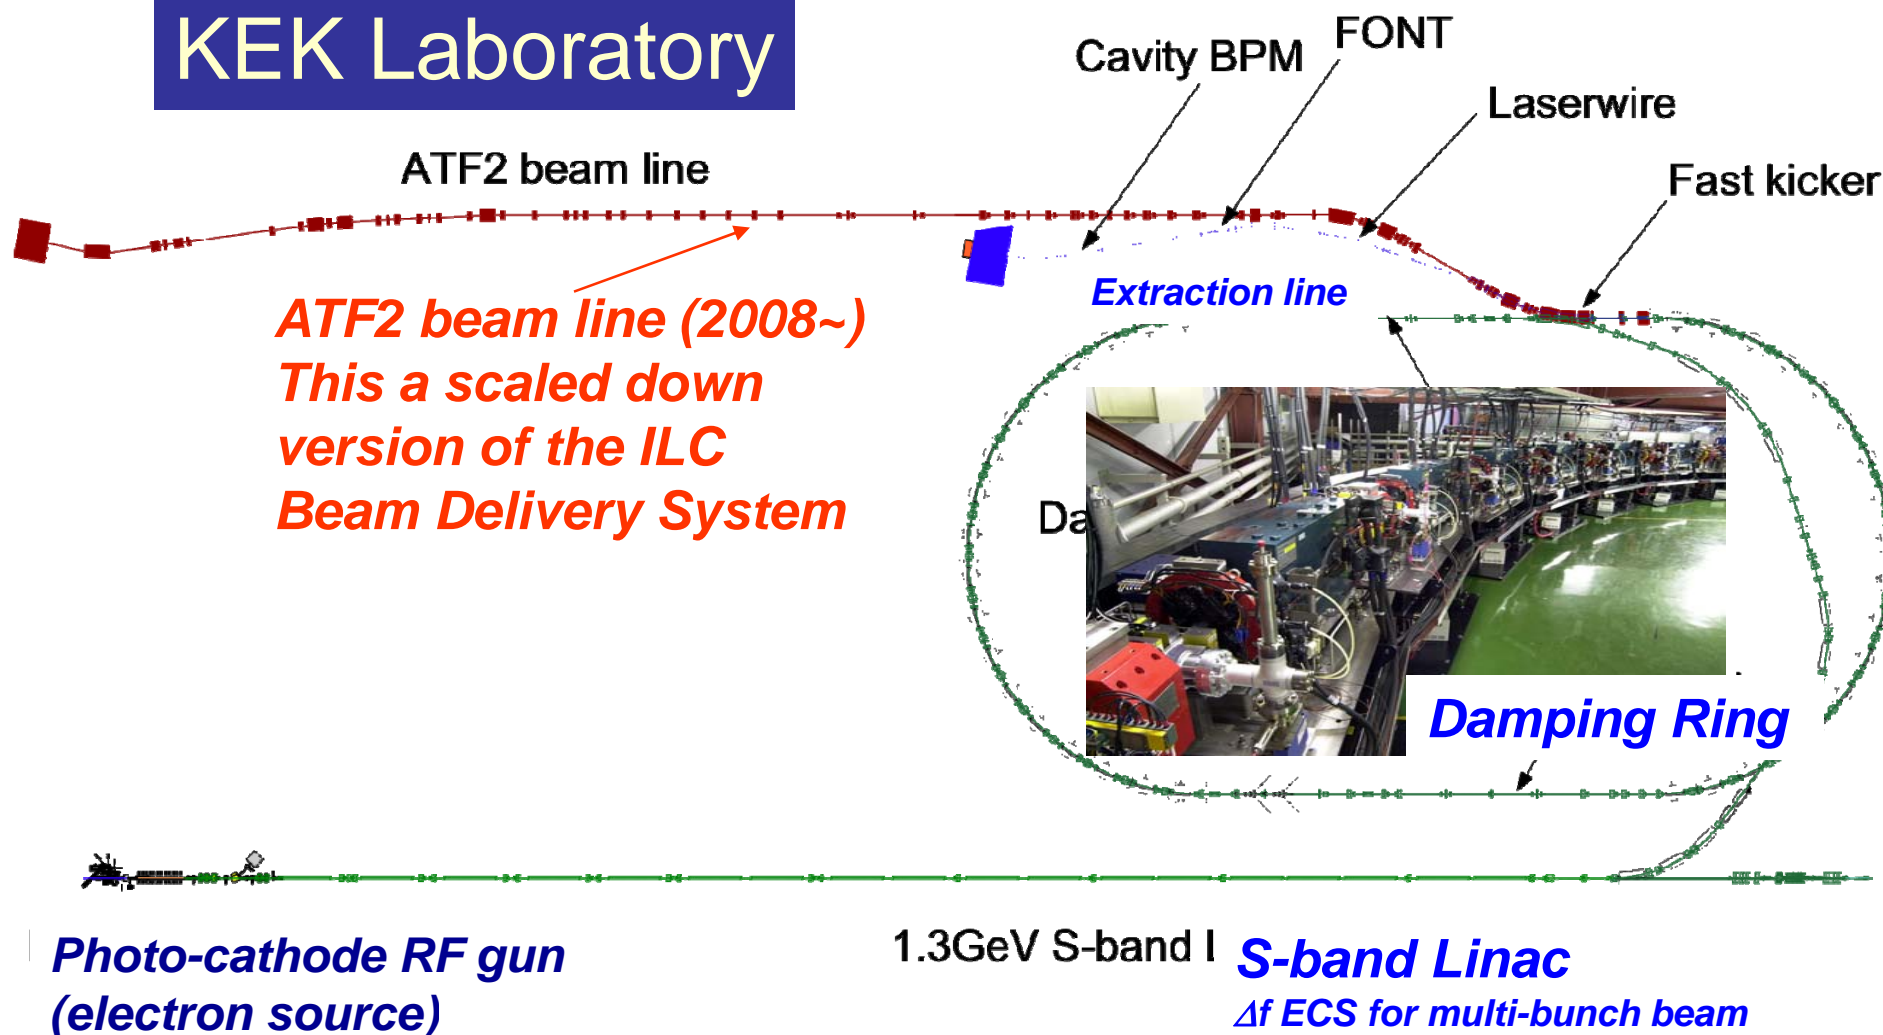 KEK Laboratory
Cavity BPM
FONT
Laserwire
Fast kicker
ATF2 beam line
Extraction line
ATF2 beam line (2008~)
This a scaled down
version of the ILC
Beam Delivery System
Da
Damping Ring
1.3GeV S-band
S-band Linac
Δf ECS for multi-bunch beam
Photo-cathode RF gun
(electron source)